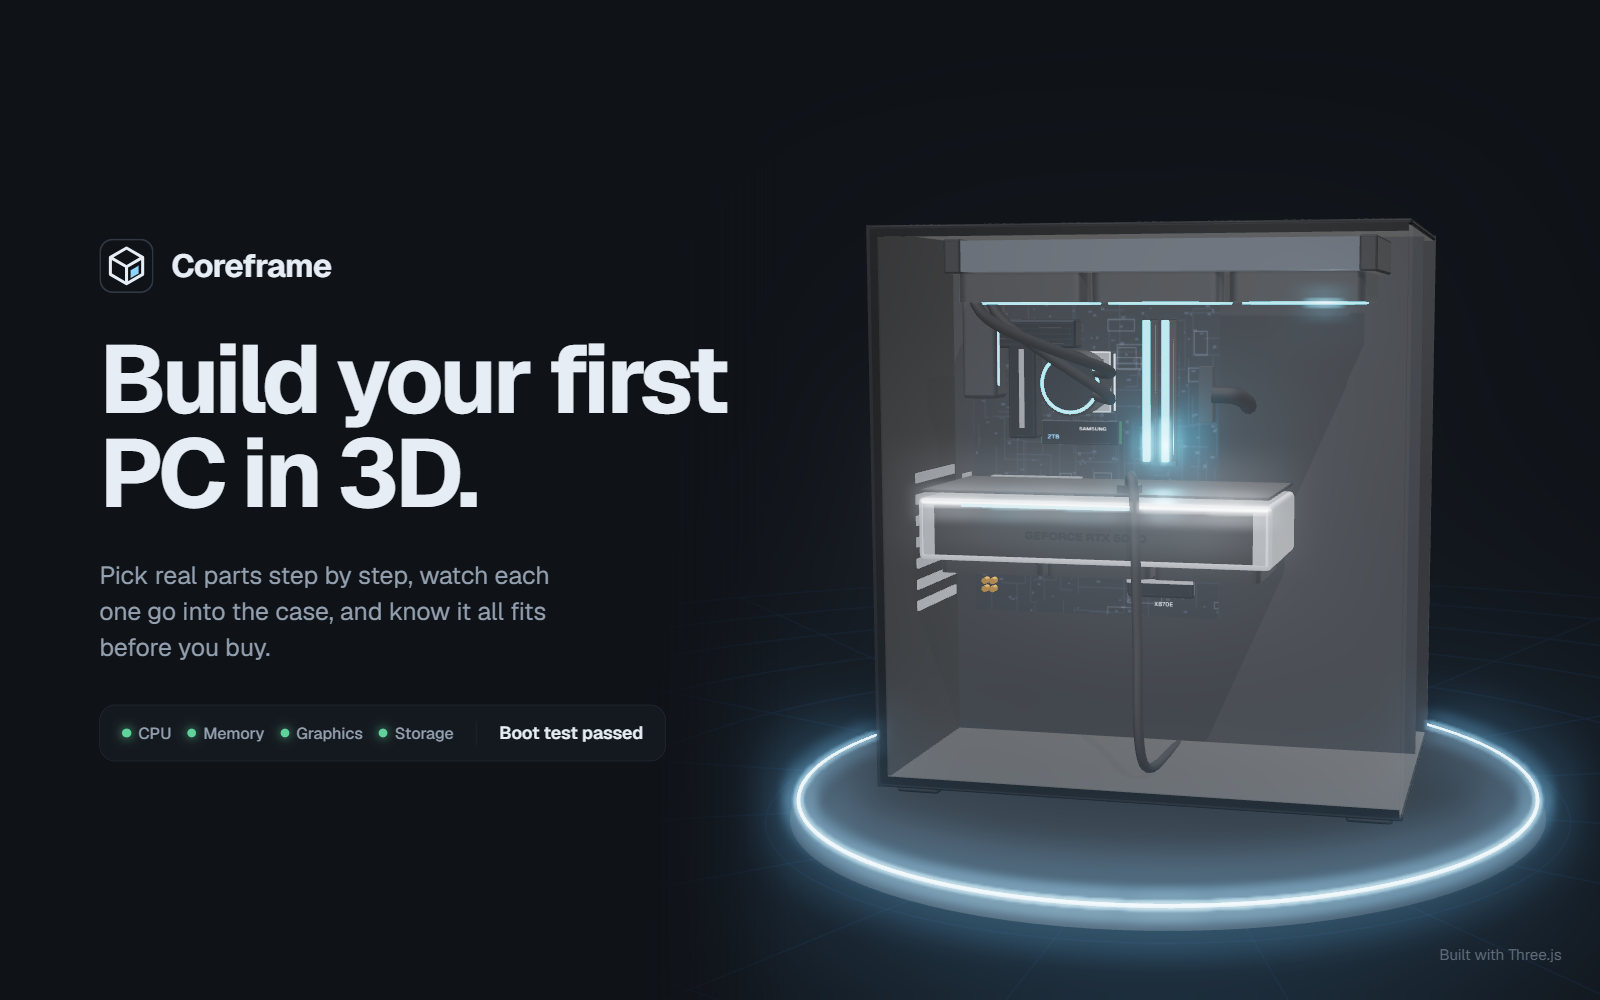 Coreframe
Build your first
PC in 3D.
Pick real parts step by step, watch each
one go into the case, and know it all fits
before you buy.
CPU Memory Graphics Storage Boot test passed
SAMSUNG
2TB
GEFORCE RTX
X870E
Built with Three.js